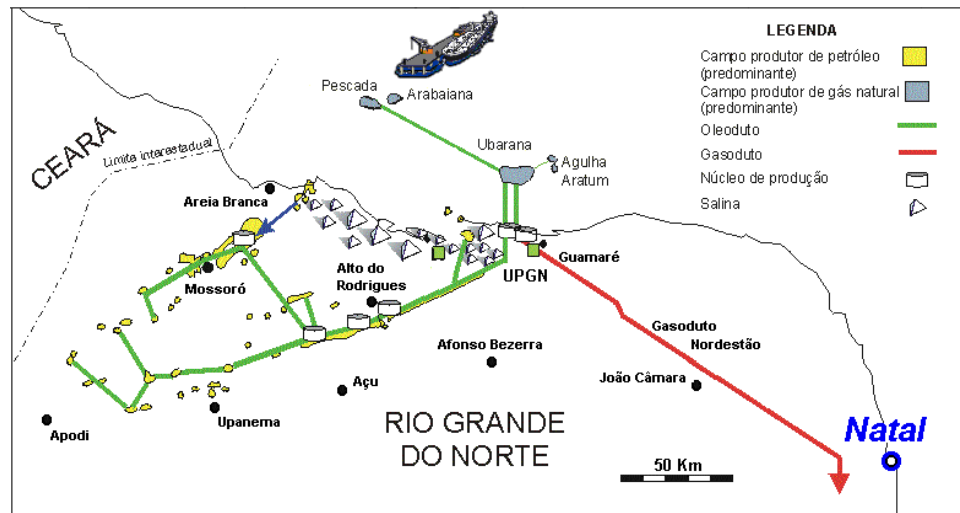 LEGENDA
Campo produtor de petróleo
(predominante)
Campo produtor de gás natural
(predominante)
Oleoduto
Gasoduto
Núcleo de produção
Salina
Pescada
Arabaiana
Ubarana
Agulha
Aratum
CEARÁ
Limite interestadual
Areia Branca
Mossoró
Alto do
Rodrigues
Guamaré
UPGN
Gasoduto
Nordestão
Afonso Bezerra
João Câmara
Açu
Upanema
Apodi
RIO GRANDE
DO NORTE
Natal
50 Km